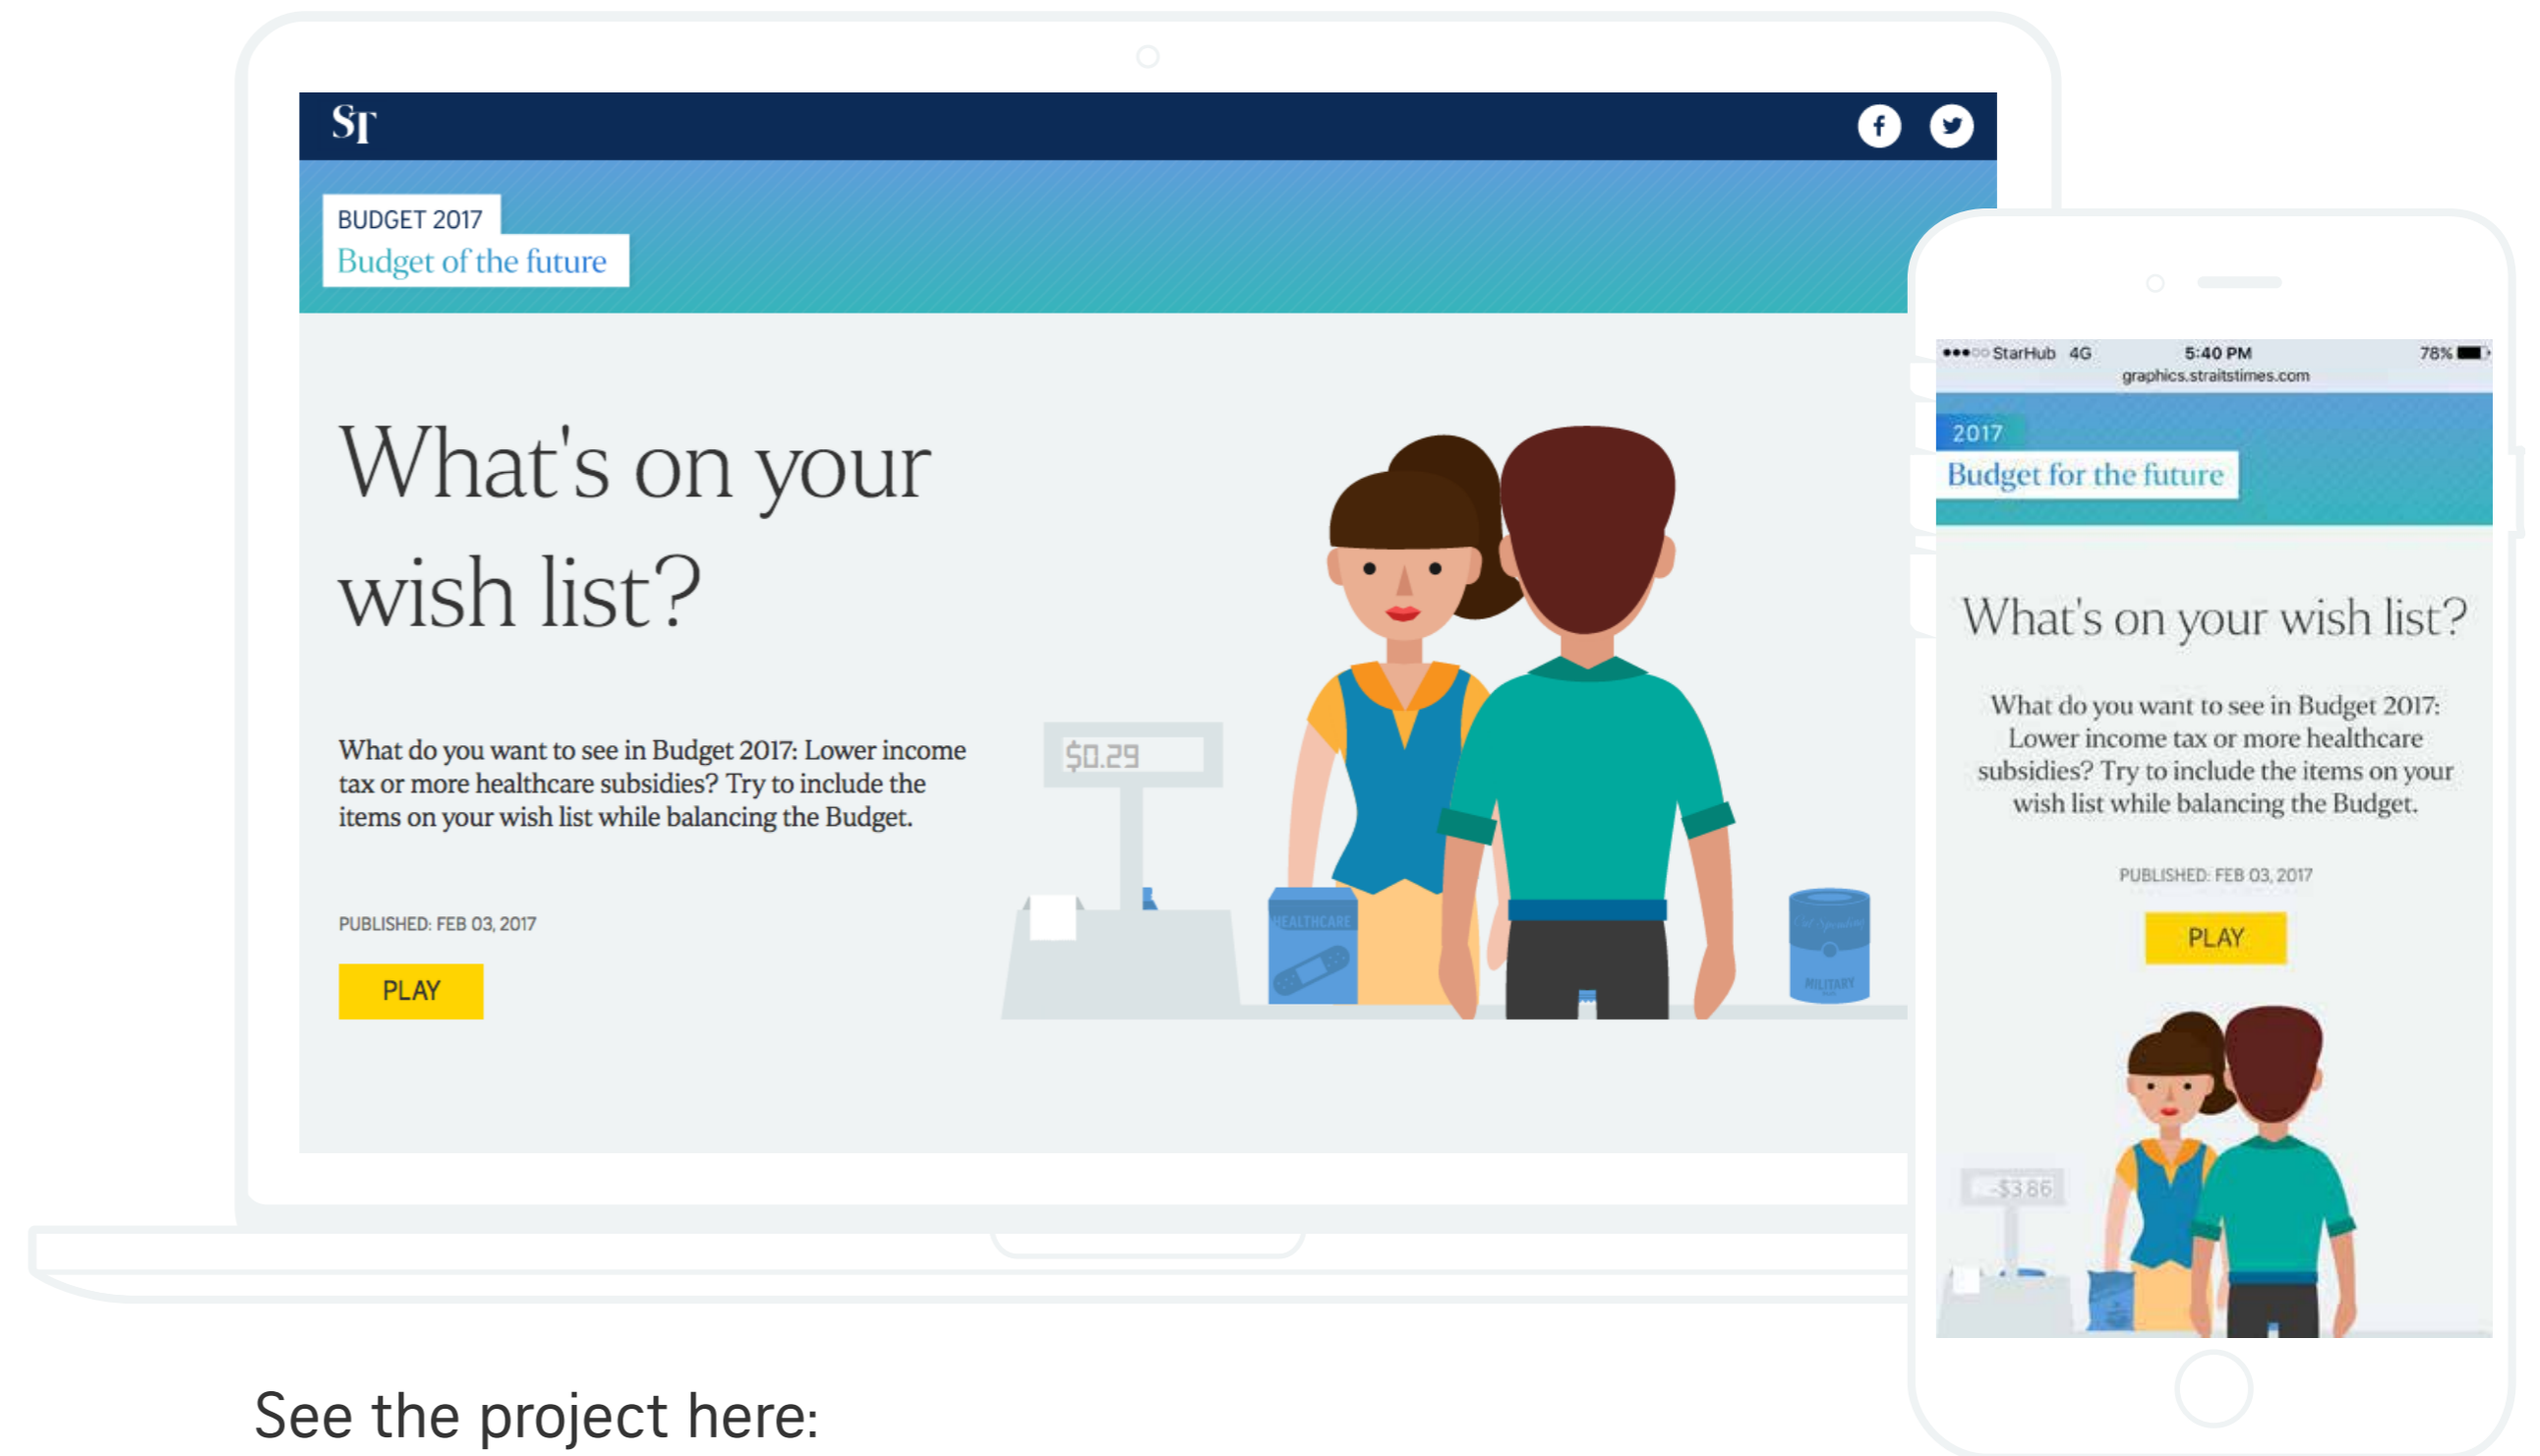 ST
BUDGET 2017
Budget of the future
What's on your
wish list?
What do you want to see in Budget 2017: Lower income
tax or more healthcare subsidies? Try to include the
items on your wish list while balancing the Budget.
PUBLISHED: FEB 03, 2017
PLAY
$0.29
HEALTHCARE
MILITARY
StarHub 4G 5:40 PM 78%
graphics.straitstimes.com
2017
Budget for the future
What's on your wish list?
What do you want to see in Budget 2017:
Lower income tax or more healthcare
subsidies? Try to include the items on your
wish list while balancing the Budget.
PUBLISHED: FEB 03, 2017
PLAY
-$3.86
See the project here: